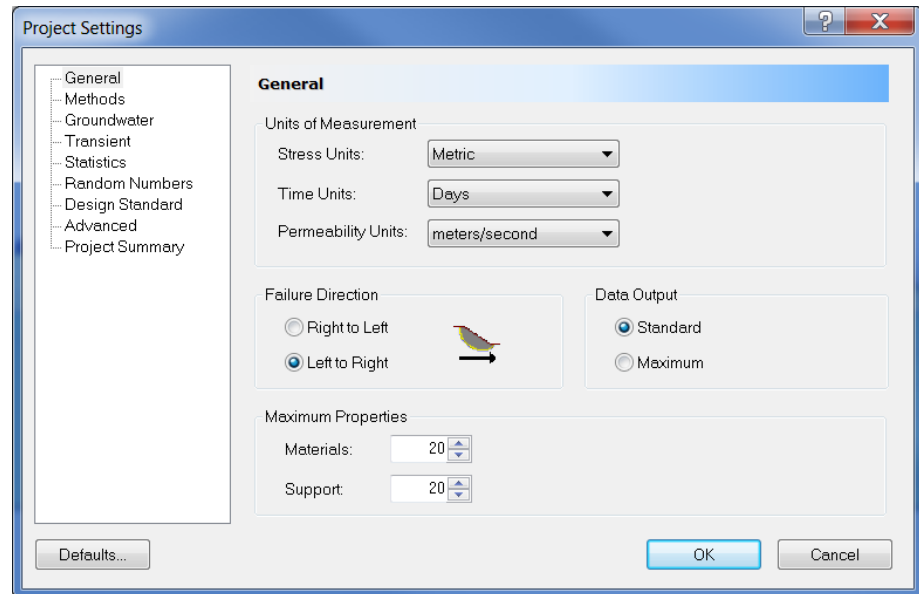 Project Settings
General
Methods
Groundwater
Transient
Statistics
Random Numbers
Design Standard
Advanced
Project Summary
General
Units of Measurement
Stress Units: Metric
Time Units: Days
Permeability Units: meters/second
Failure Direction
Right to Left
Left to Right
Data Output
Standard
Maximum
Maximum Properties
Materials: 20
Support: 20
Defaults...
OK
Cancel